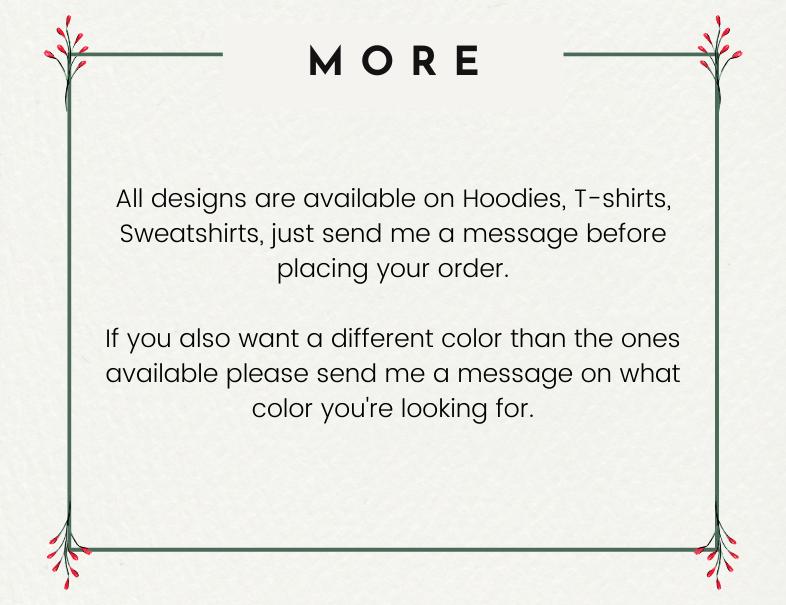 MORE
All designs are available on Hoodies, T-shirts,
Sweatshirts, just send me a message before
placing your order.
If you also want a different color than the ones
available please send me a message on what
color you're looking for.